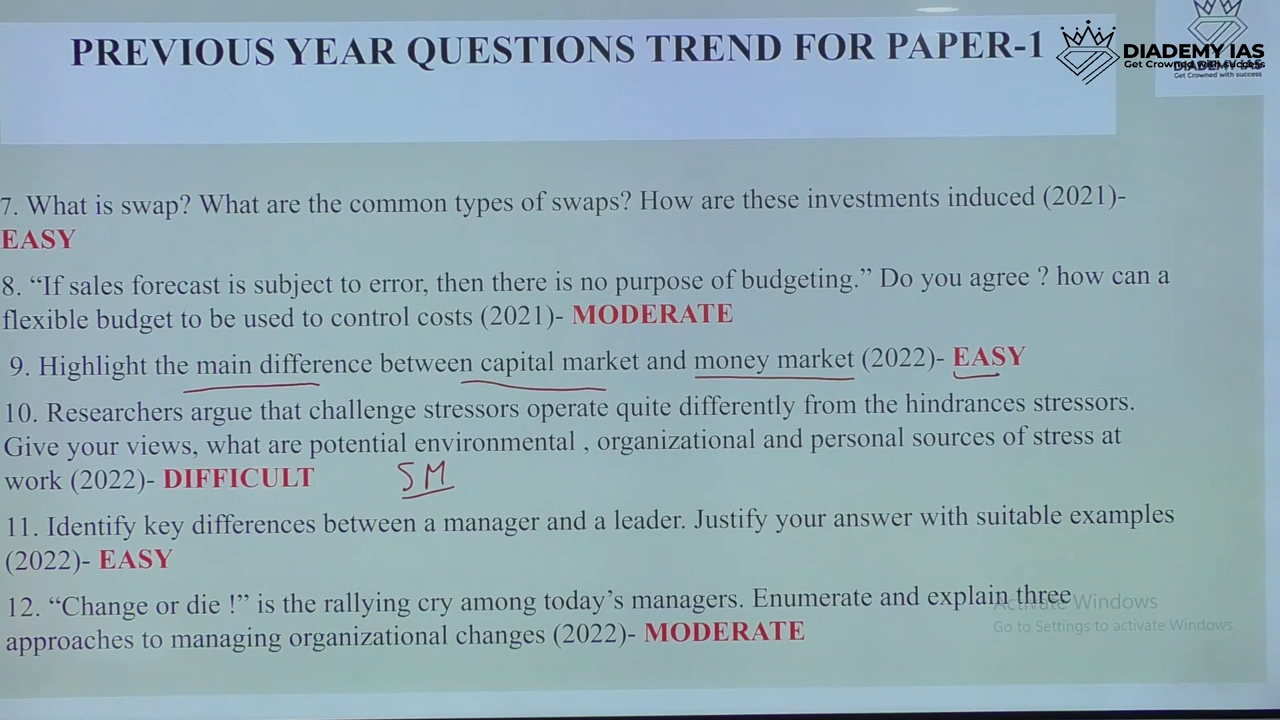 PREVIOUS YEAR QUESTIONS TREND FOR PAPER-1
DIADEMY IAS
Get Crowned with success
DIADEMY IAS
Get Crowned with success
7. What is swap? What are the common types of swaps? How are these investments induced (2021)-
EASY
8. “If sales forecast is subject to error, then there is no purpose of budgeting.” Do you agree ? how can a
flexible budget to be used to control costs (2021)- MODERATE
9. Highlight the main difference between capital market and money market (2022)- EASY
10. Researchers argue that challenge stressors operate quite differently from the hindrances stressors.
Give your views, what are potential environmental , organizational and personal sources of stress at
work (2022)- DIFFICULT
SM
11. Identify key differences between a manager and a leader. Justify your answer with suitable examples
(2022)- EASY
12. “Change or die !” is the rallying cry among today’s managers. Enumerate and explain three
approaches to managing organizational changes (2022)- MODERATE
Activate Windows
Go to Settings to activate Windows.